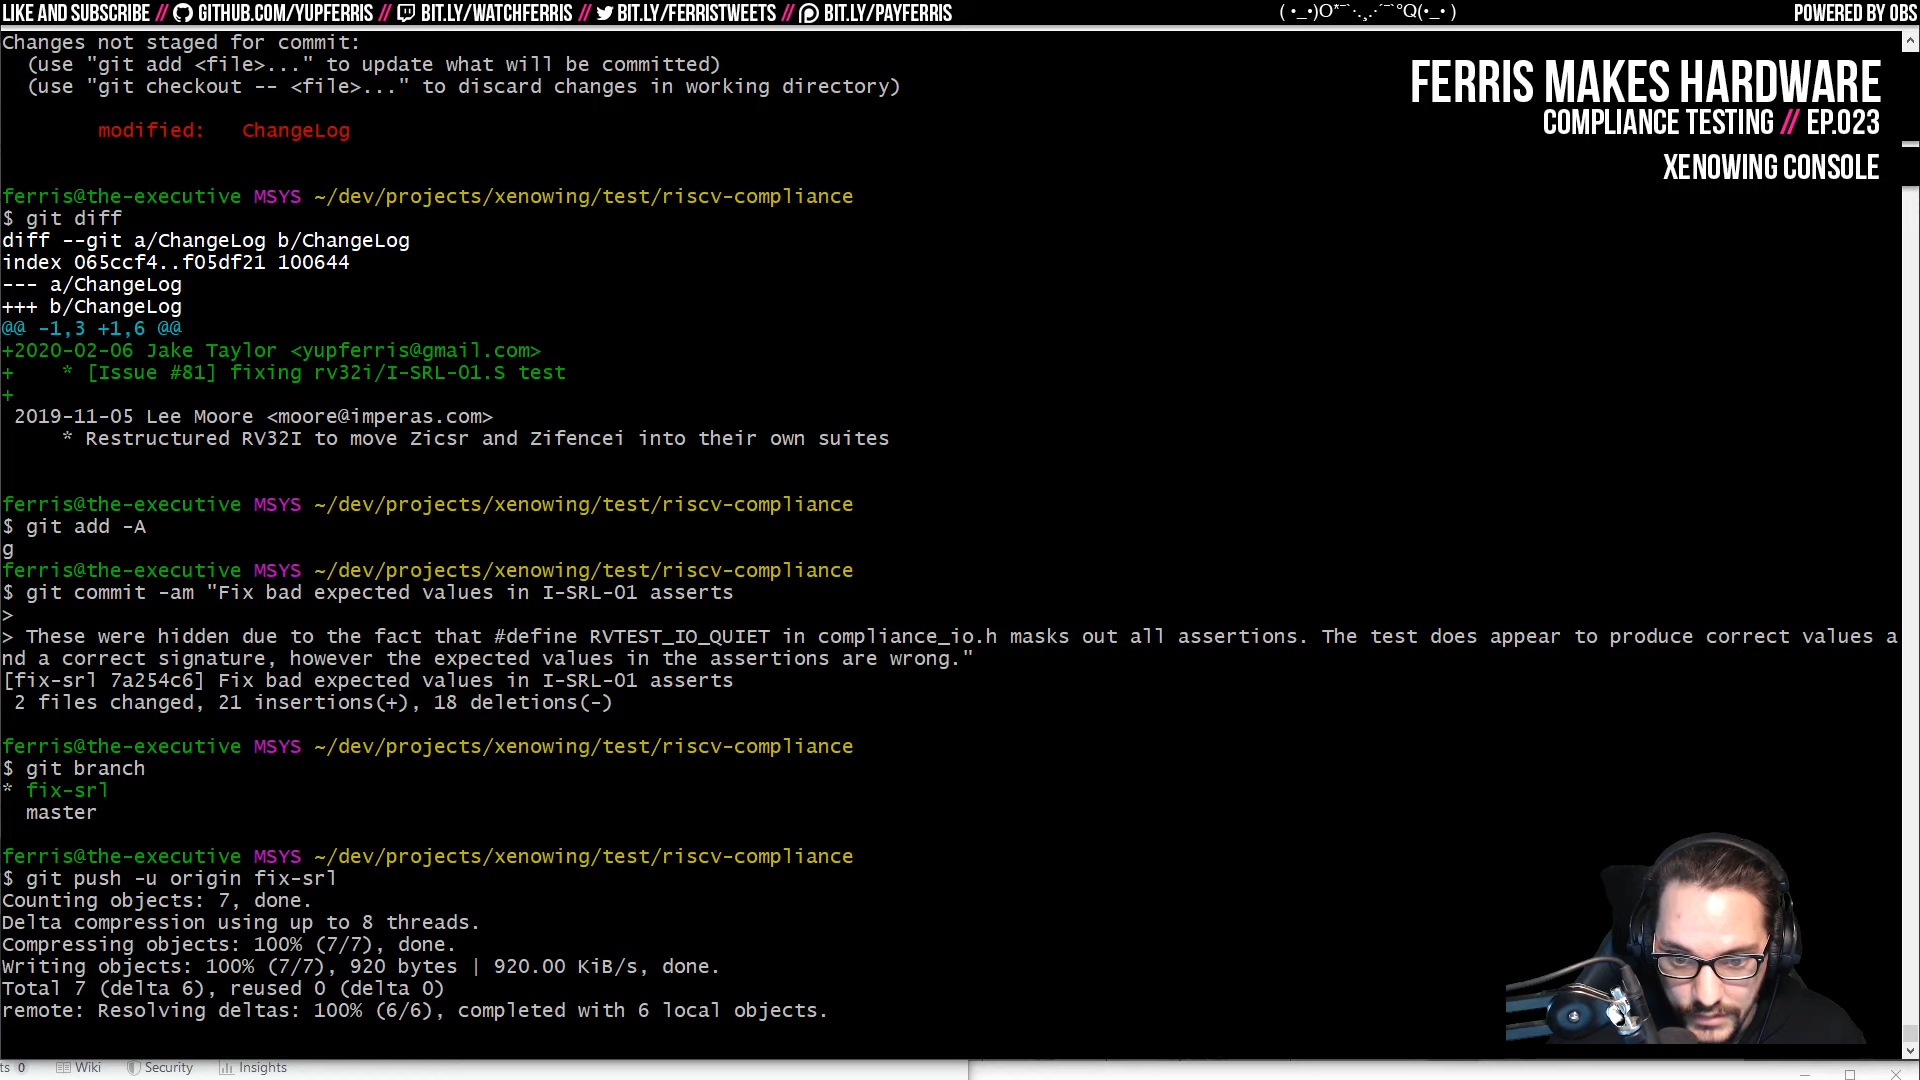 LIKE AND SUBSCRIBE // GITHUB.COM/YUPFERRIS // BIT.LY/WATCHFERRIS // BIT.LY/FERRISTWEETS // BIT.LY/PAYFERRIS
POWERED BY OBS
FERRIS MAKES HARDWARE
COMPLIANCE TESTING // EP.023
XENOWING CONSOLE
Changes not staged for commit:
(use "git add <file>..." to update what will be committed)
(use "git checkout -- <file>..." to discard changes in working directory)
modified:   ChangeLog
ferris@the-executive MSYS ~/dev/projects/xenowing/test/riscv-compliance
$ git diff
diff --git a/ChangeLog b/ChangeLog
index 065ccf4..f05df21 100644
--- a/ChangeLog
+++ b/ChangeLog
@@ -1,3 +1,6 @@
+2020-02-06 Jake Taylor <yupferris@gmail.com>
+    * [Issue #81] fixing rv32i/I-SRL-01.S test
+
2019-11-05 Lee Moore <moore@imperas.com>
* Restructured RV32I to move Zicsr and Zifencei into their own suites
ferris@the-executive MSYS ~/dev/projects/xenowing/test/riscv-compliance
$ git add -A
g
ferris@the-executive MSYS ~/dev/projects/xenowing/test/riscv-compliance
$ git commit -am "Fix bad expected values in I-SRL-01 asserts
>
> These were hidden due to the fact that #define RVTEST_IO_QUIET in compliance_io.h masks out all assertions. The test does appear to produce correct values a
nd a correct signature, however the expected values in the assertions are wrong."
[fix-srl 7a254c6] Fix bad expected values in I-SRL-01 asserts
2 files changed, 21 insertions(+), 18 deletions(-)
ferris@the-executive MSYS ~/dev/projects/xenowing/test/riscv-compliance
$ git branch
* fix-srl
master
ferris@the-executive MSYS ~/dev/projects/xenowing/test/riscv-compliance
$ git push -u origin fix-srl
Counting objects: 7, done.
Delta compression using up to 8 threads.
Compressing objects: 100% (7/7), done.
Writing objects: 100% (7/7), 920 bytes | 920.00 KiB/s, done.
Total 7 (delta 6), reused 0 (delta 0)
remote: Resolving deltas: 100% (6/6), completed with 6 local objects.
ts 0 Wiki Security Insights